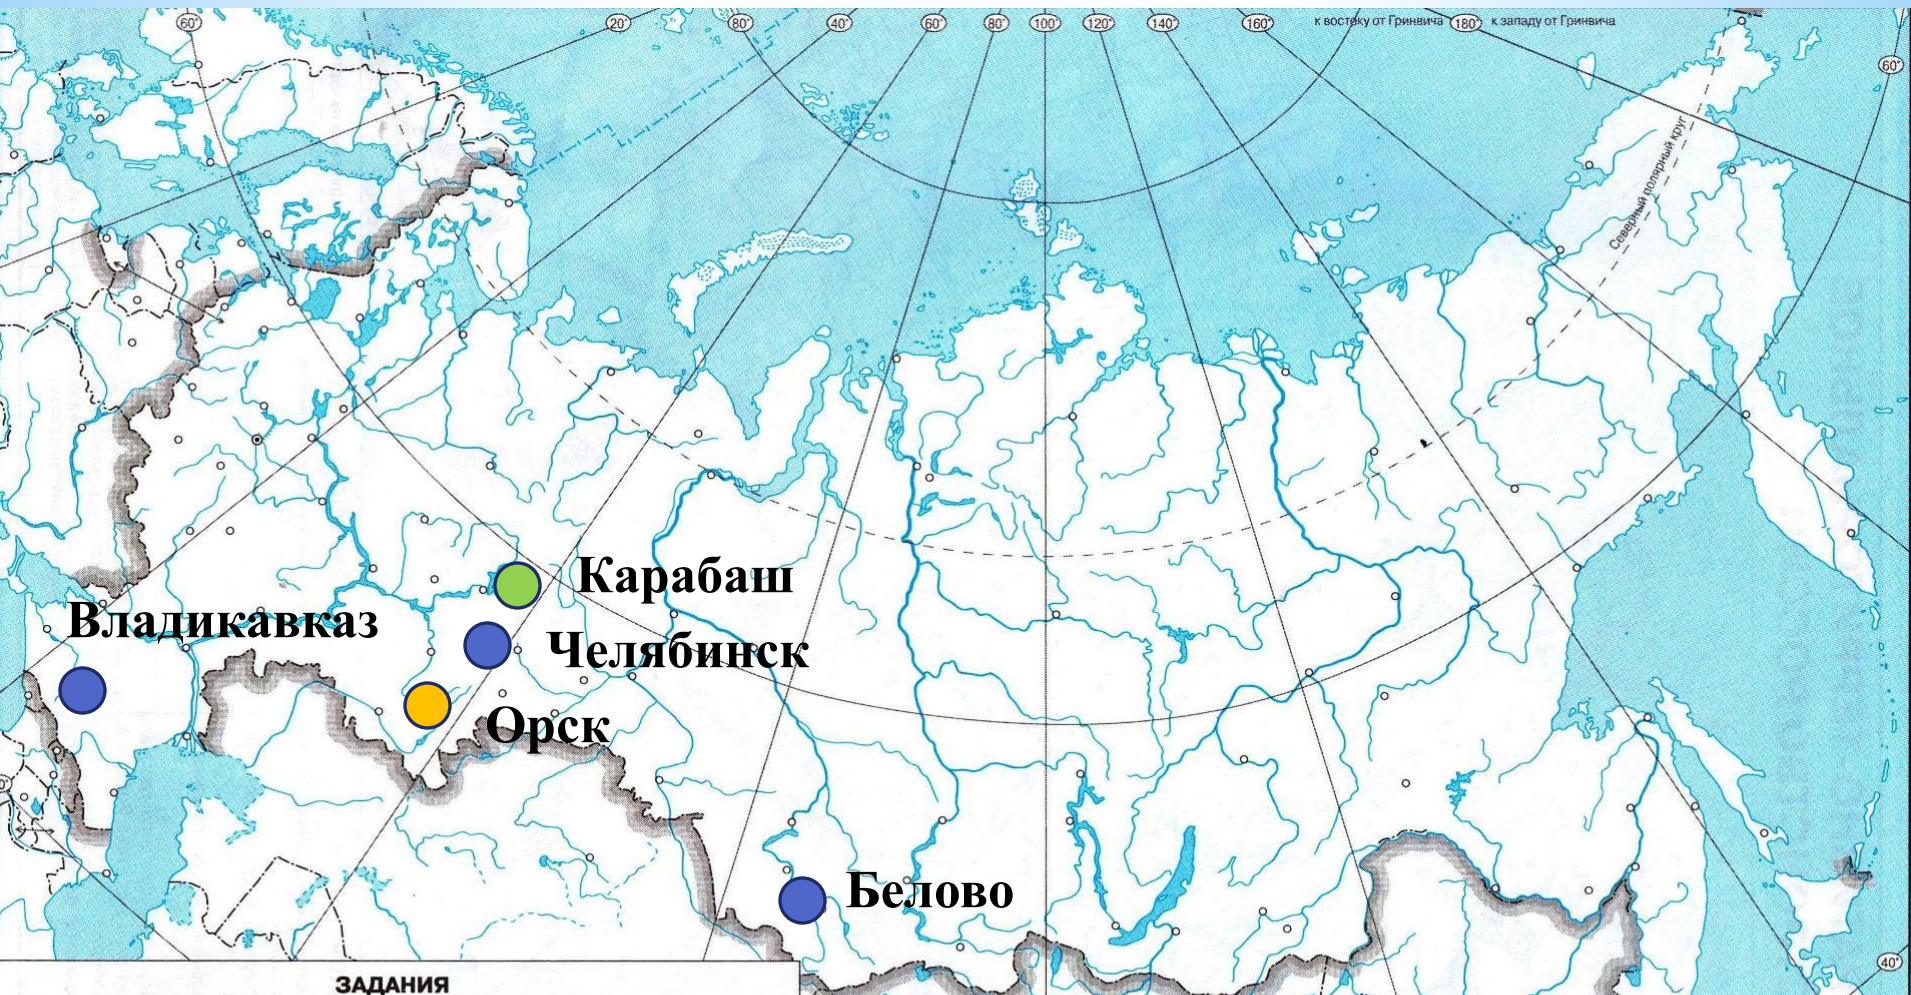 60° 20° 80° 40° 60° 80° 100° 120° 140° 160° к востоку от Гринвича 180° к западу от Гринвича
60°
Северный полярный круг
Карабаш
Владикавказ
Челябинск
Орск
Белово
40°
ЗАДАНИЯ